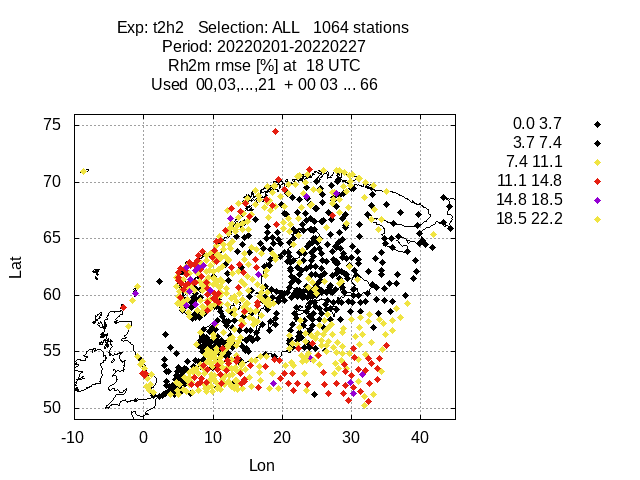 Exp: t2h2 Selection: ALL 1064 stations
Period: 20220201-20220227
Rh2m rmse [%] at 18 UTC
Used 00,03,...,21 + 00 03 ... 66
0.0 3.7
3.7 7.4
7.4 11.1
11.1 14.8
14.8 18.5
18.5 22.2
75
70
65
60
55
50
Lat
-10 0 10 20 30 40
Lon